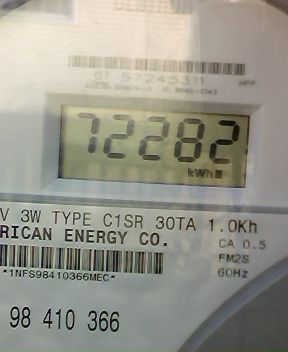 07 57245311
72282
kWh
V 3W TYPE C1SR 30TA 1.0Kh
RICAN ENERGY CO.
CA 0.5
FM2S
60Hz
*1NFS98410366MEC*
98 410 366